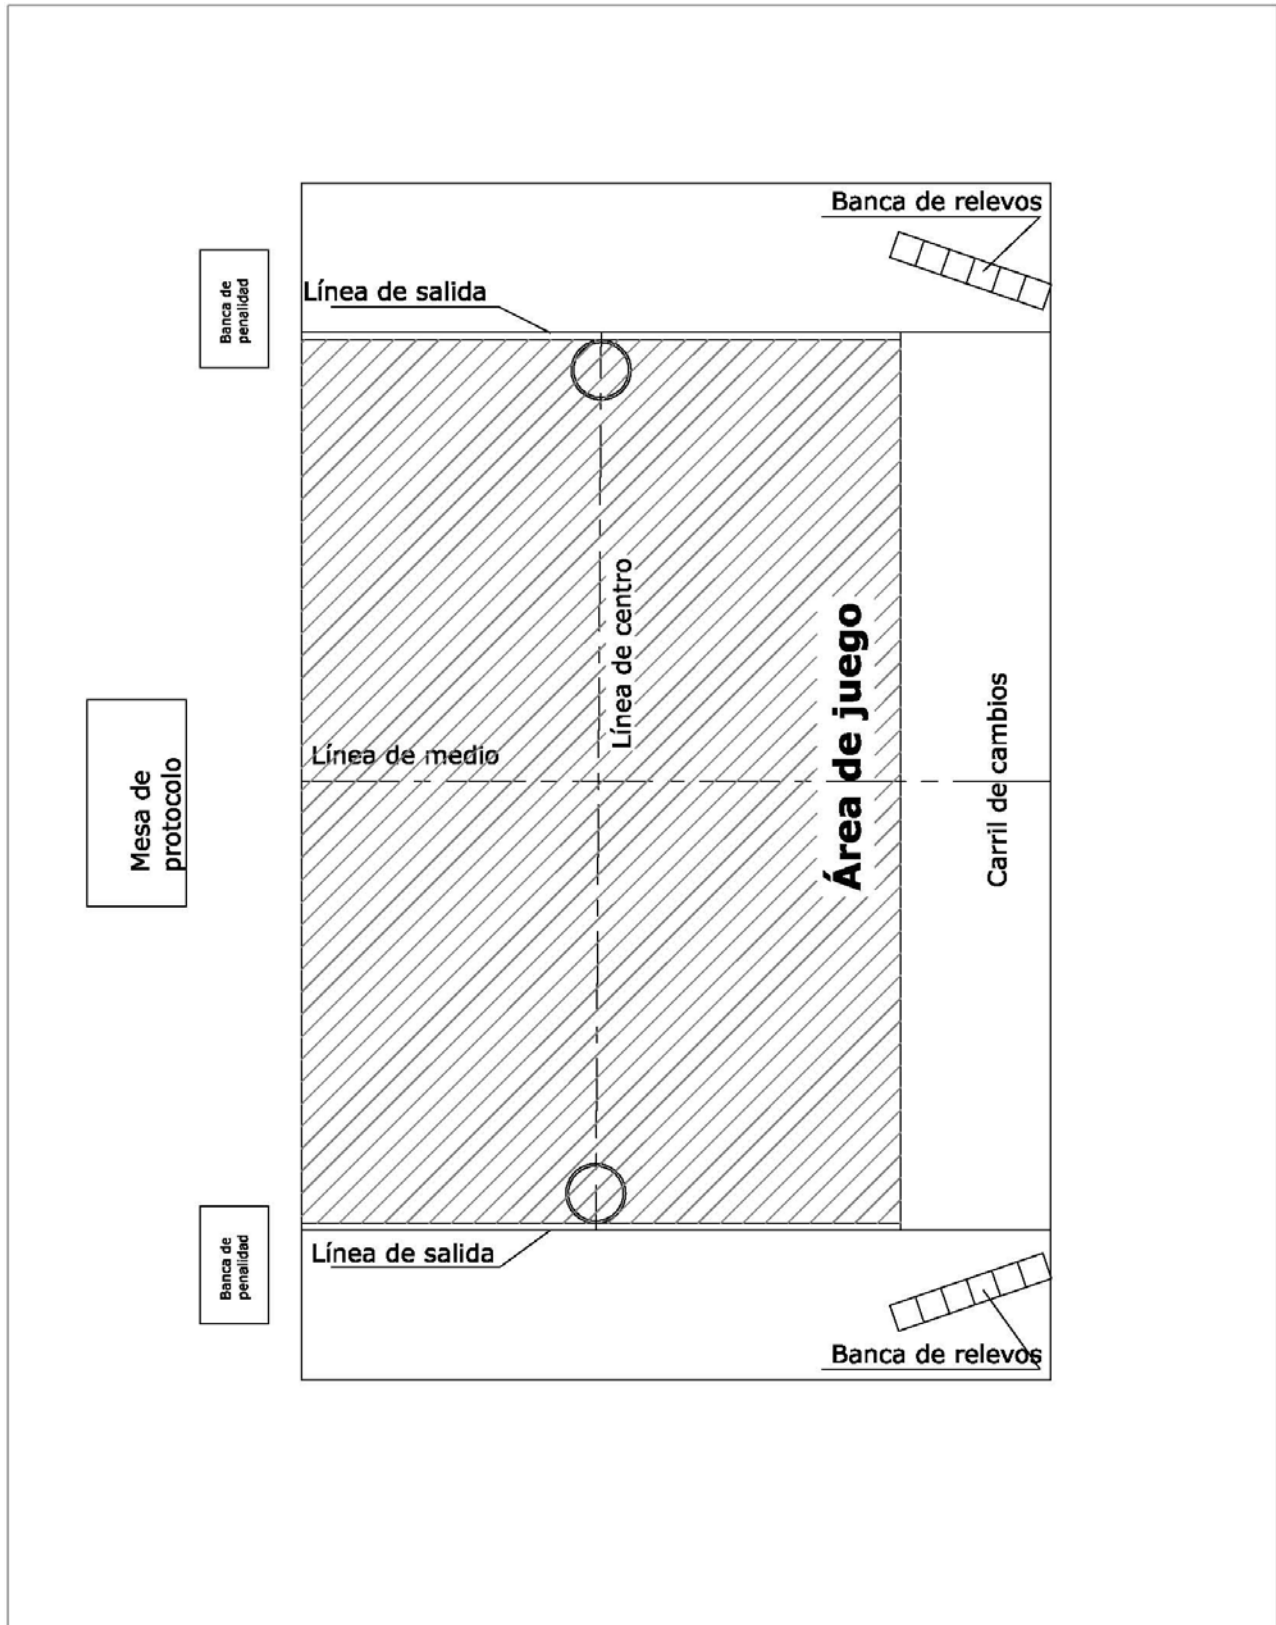 Banca de relevos
Banca de
penalidad
Línea de salida
Línea de centro
Área de juego
Carril de cambios
Línea de medio
Mesa de
protocolo
Banca de
penalidad
Línea de salida
Banca de relevos